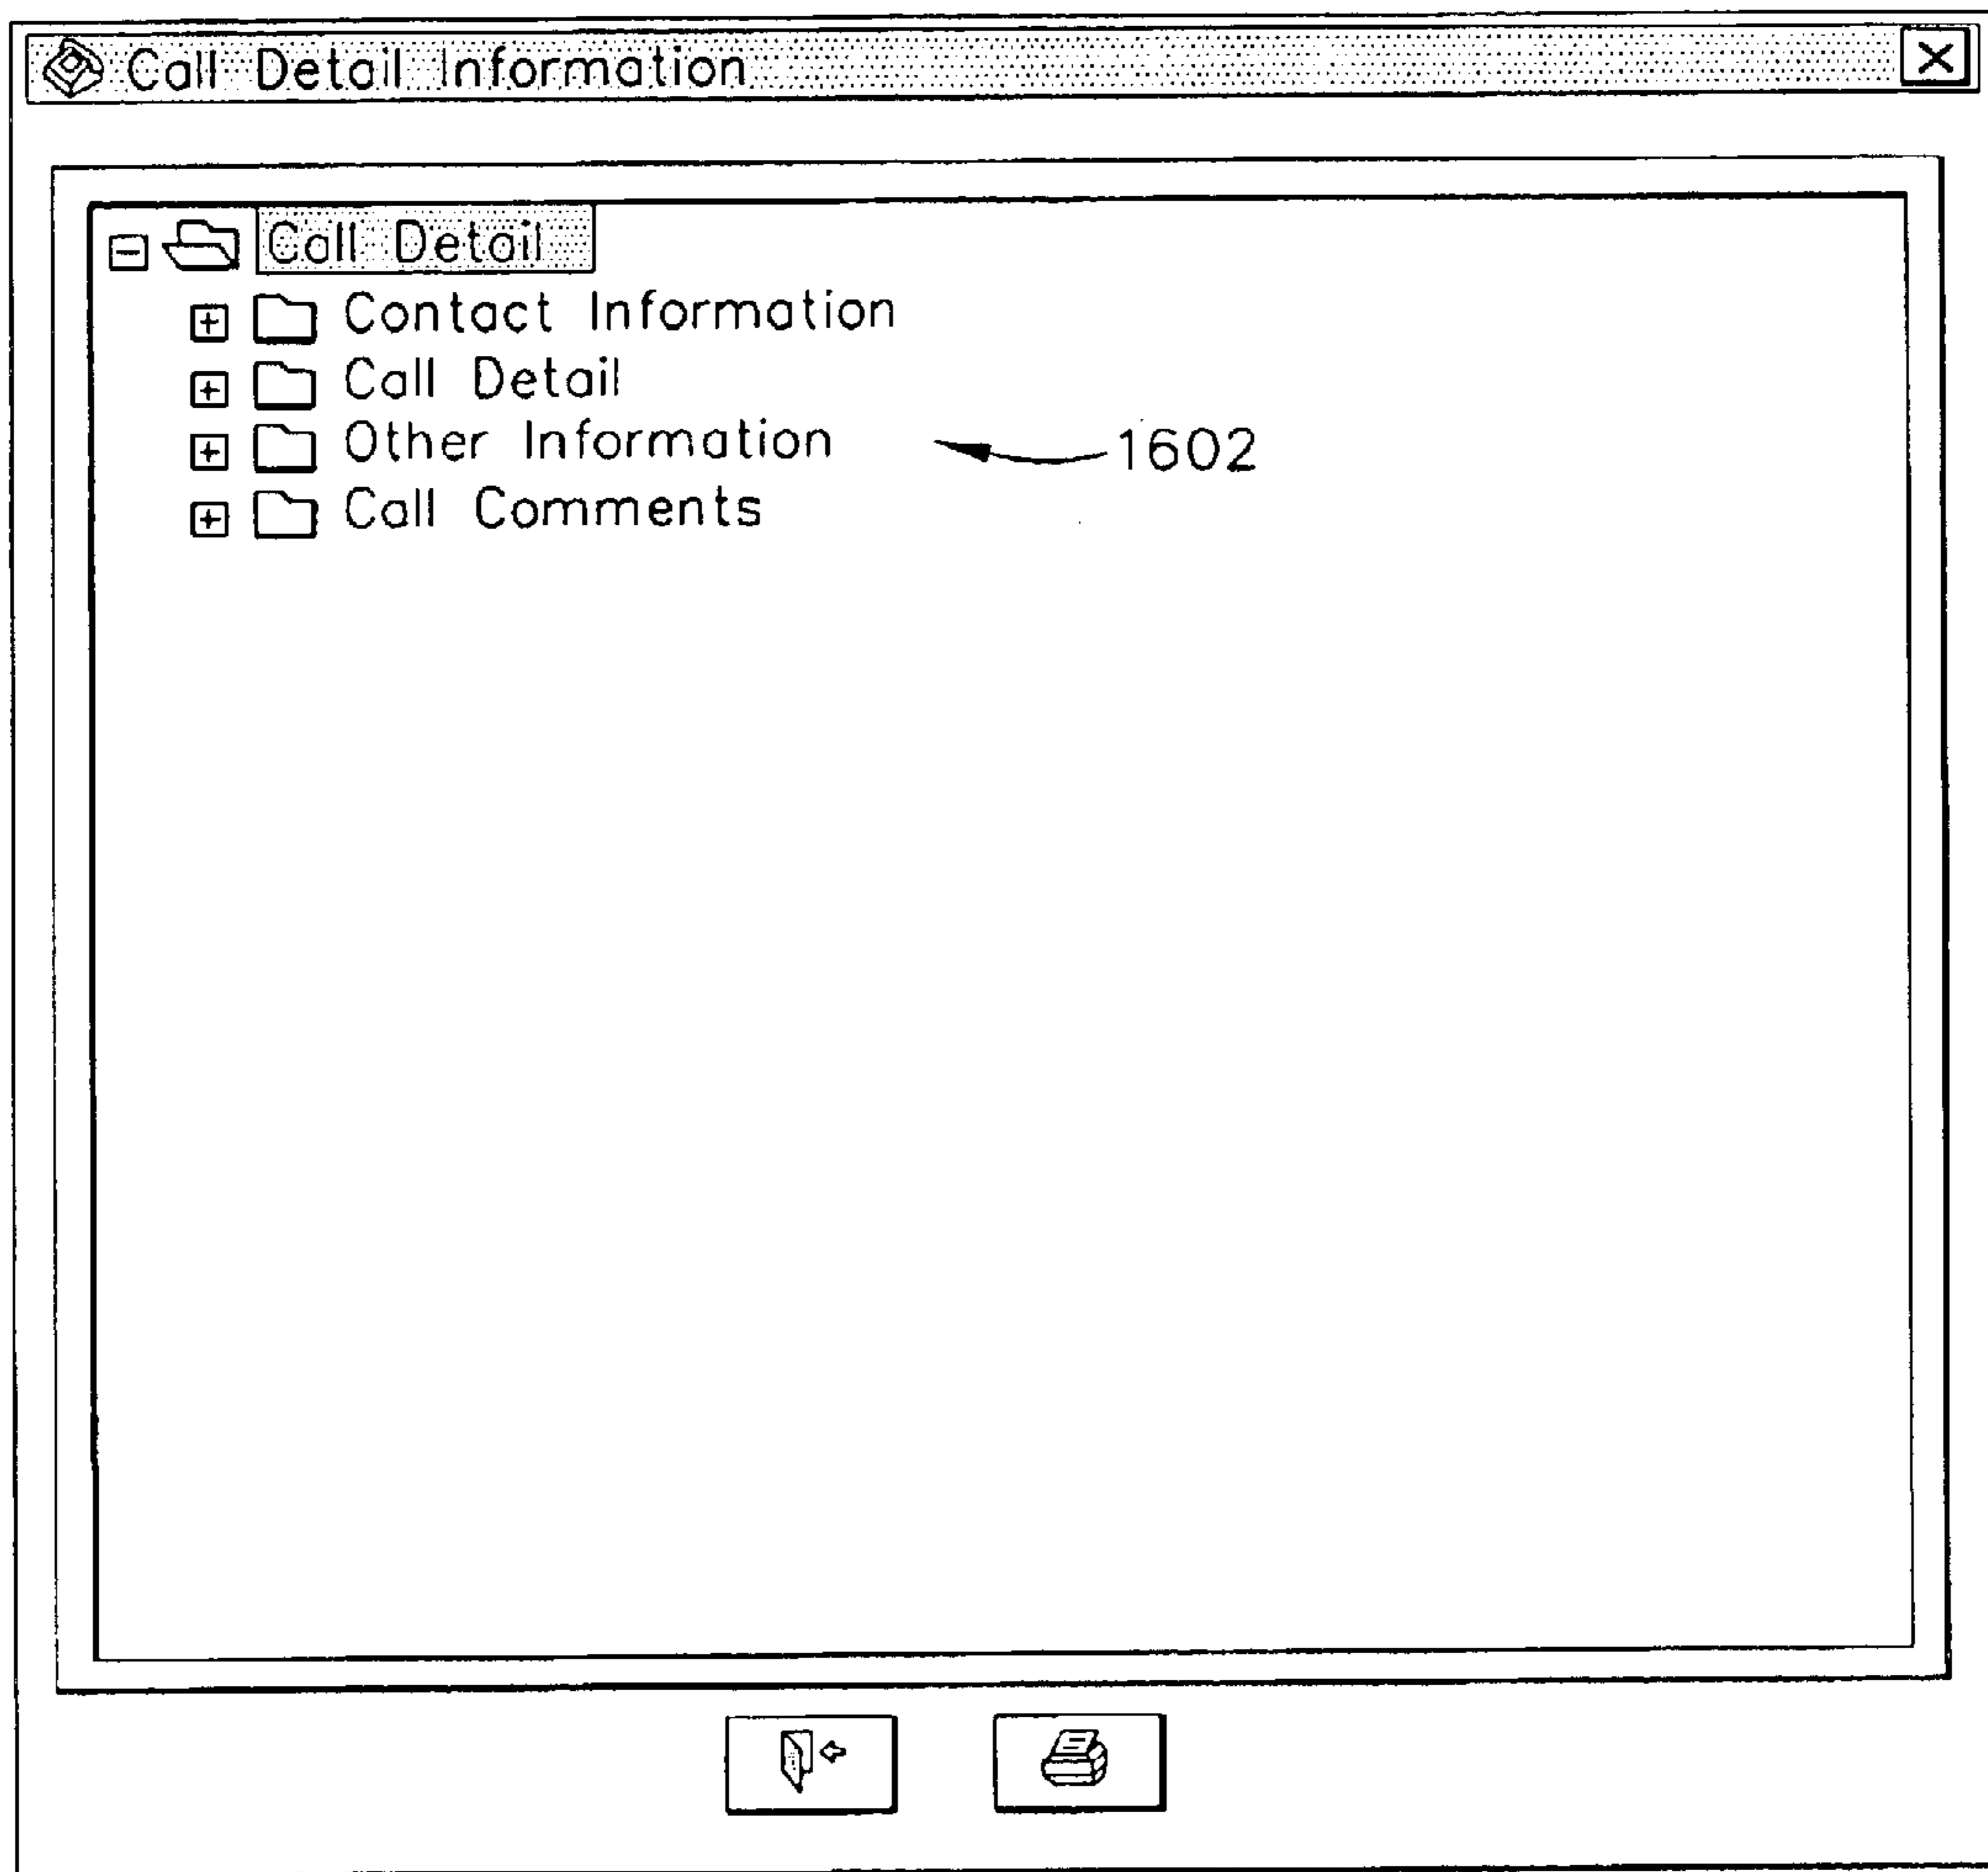 Call Detail Information
Call Detail
Contact Information
Call Detail
Other Information 1602
Call Comments